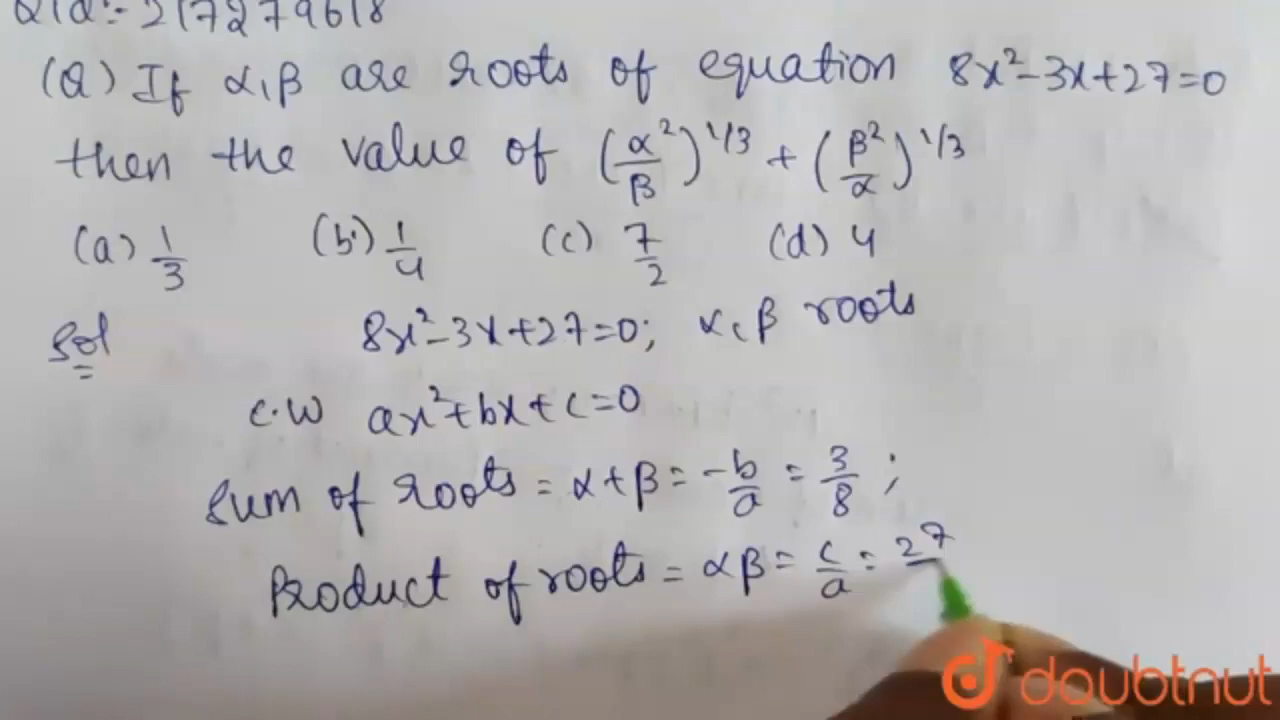 Qid:- 217279618
(Q) If α,β are roots of equation 8x²-3x+27=0
then the value of (α²/β)^1/3 + (β²/α)^1/3
(a) 1/3 (b) 1/4 (c) 7/2 (d) 4
Sol 8x²-3x+27=0; α,β roots
C.W ax²+bx+c=0
Sum of roots = α+β = -b/a = 3/8 ;
Product of roots = αβ = c/a = 27
doubtnut